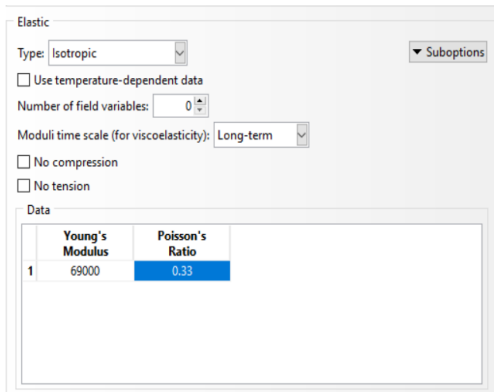 Elastic
Type: Isotropic
Suboptions
Use temperature-dependent data
Number of field variables: 0
Moduli time scale (for viscoelasticity): Long-term
No compression
No tension
Data
Young's Modulus Poisson's Ratio
1 69000 0.33